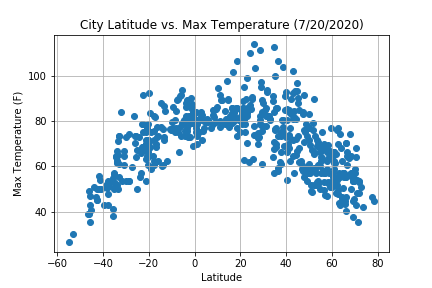 City Latitude vs. Max Temperature (7/20/2020)
100
80
60
40
Max Temperature (F)
−60 −40 −20 0 20 40 60 80
Latitude